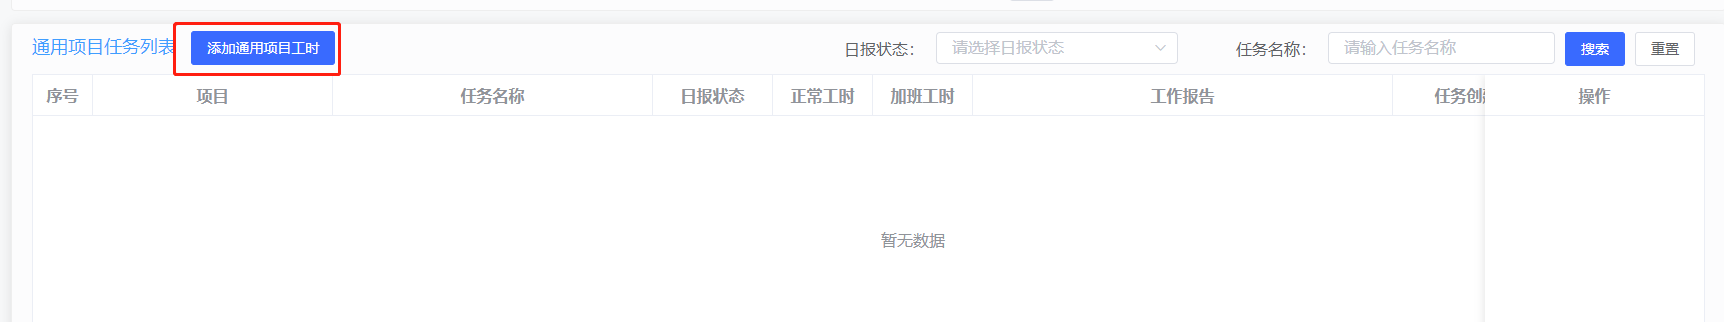 通用项目任务列表 添加通用项目工时 日报状态： 请选择日报状态 任务名称： 请输入任务名称 搜索 重置
序号 项目 任务名称 日报状态 正常工时 加班工时 工作报告 任务创 操作
暂无数据